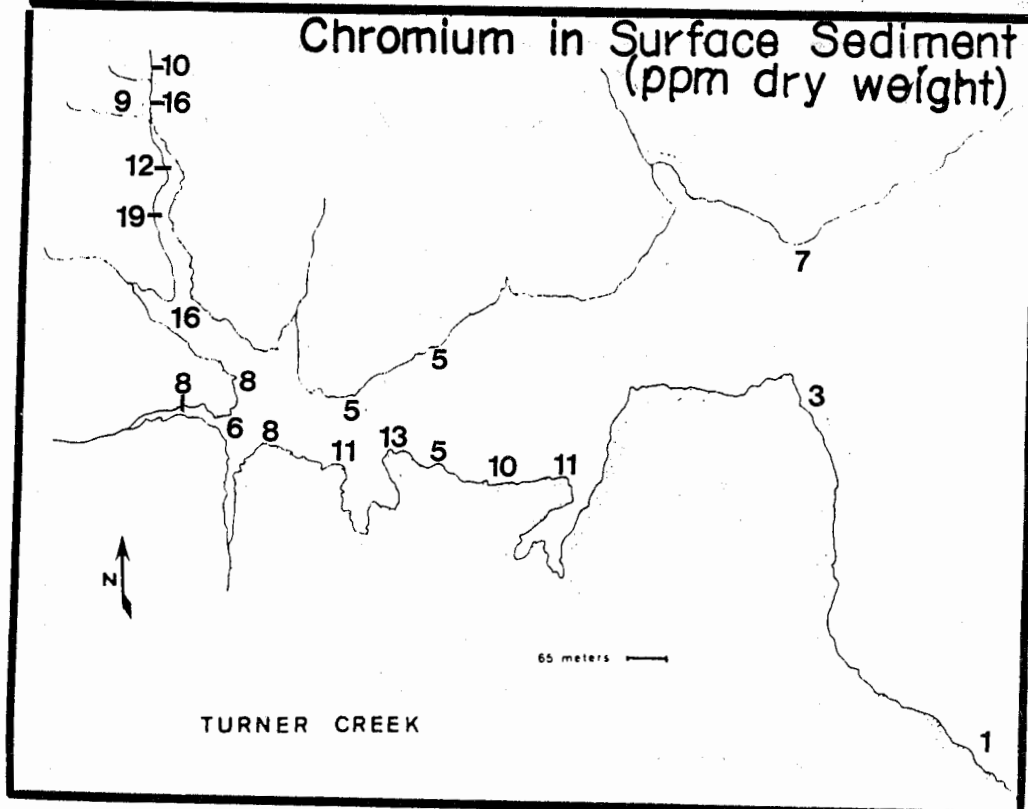 Chromium in Surface Sediment
(ppm dry weight)
10
9 16
12
19
7
16
5
8 8
3
5
6 8
11 13 5 10 11
N
65 meters
TURNER CREEK
1